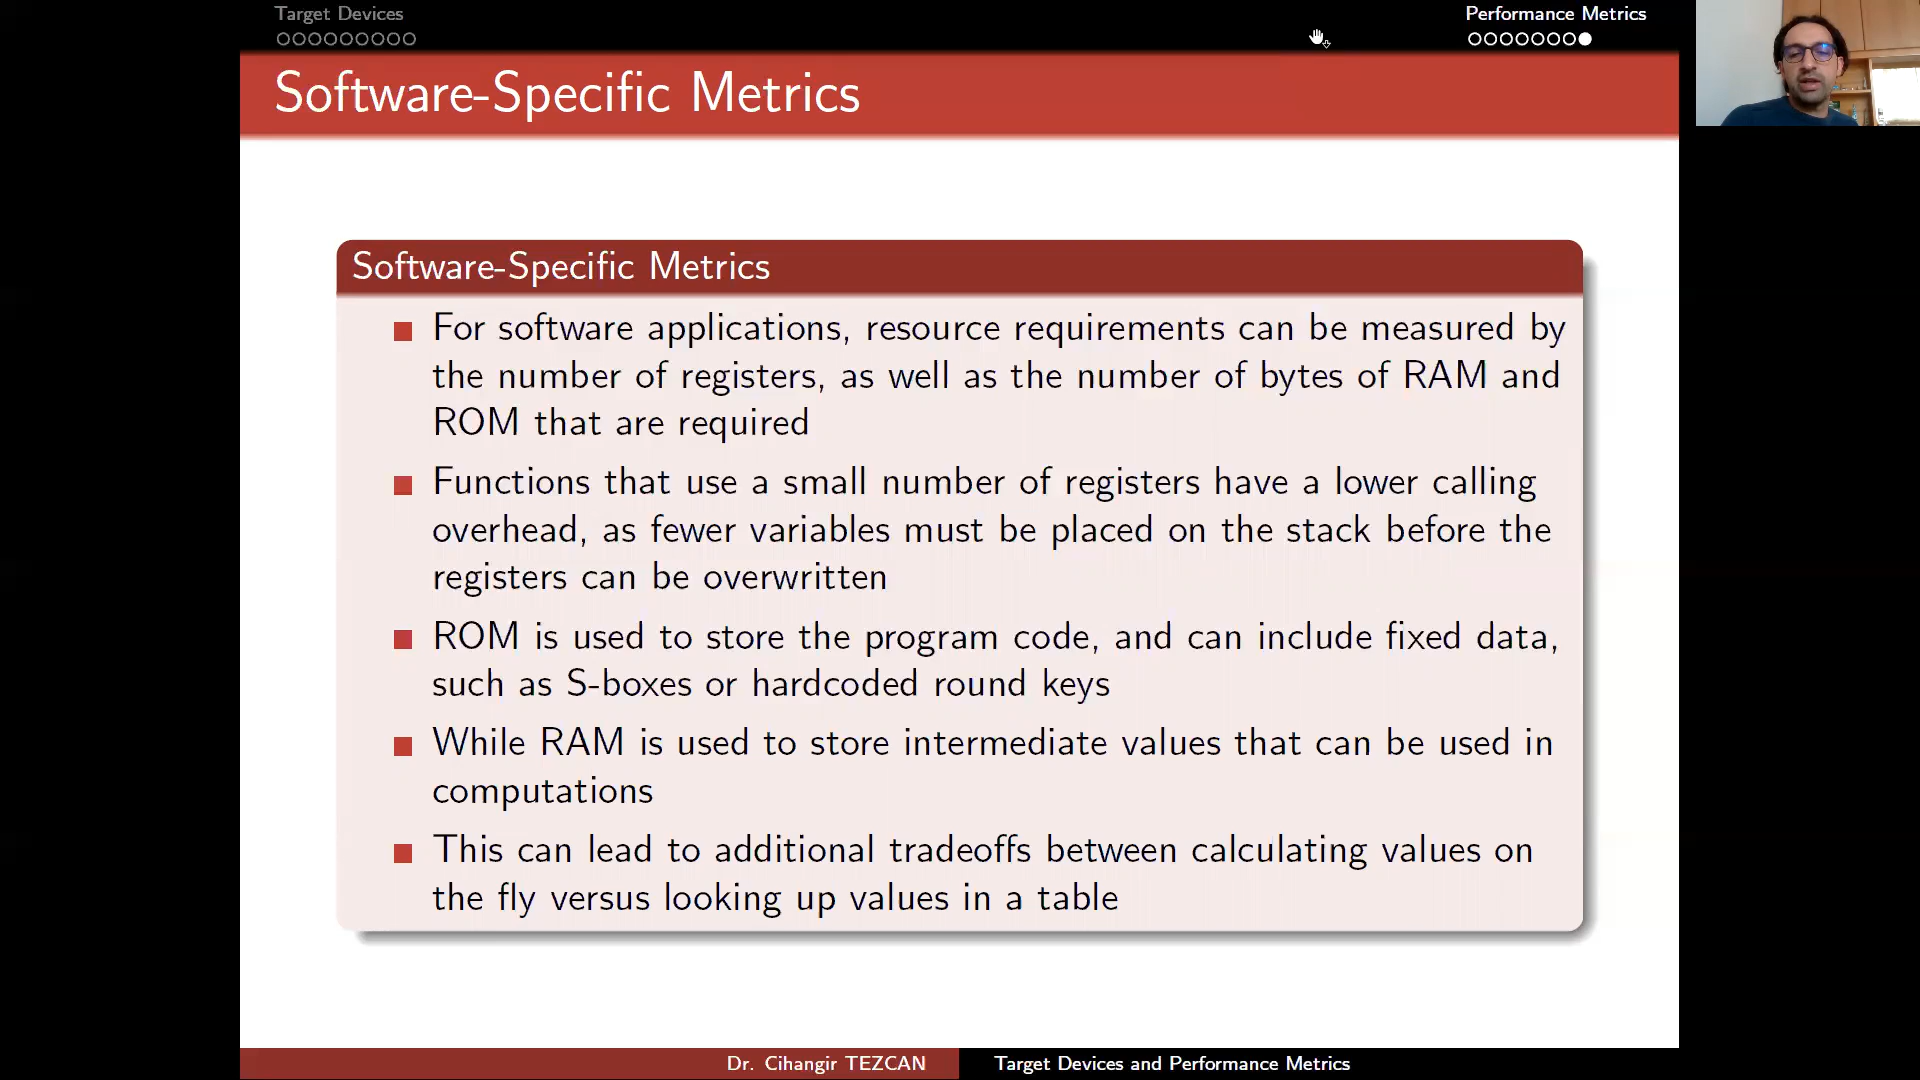 Target Devices
Performance Metrics
Software-Specific Metrics
Software-Specific Metrics
For software applications, resource requirements can be measured by
the number of registers, as well as the number of bytes of RAM and
ROM that are required
Functions that use a small number of registers have a lower calling
overhead, as fewer variables must be placed on the stack before the
registers can be overwritten
ROM is used to store the program code, and can include fixed data,
such as S-boxes or hardcoded round keys
While RAM is used to store intermediate values that can be used in
computations
This can lead to additional tradeoffs between calculating values on
the fly versus looking up values in a table
Dr. Cihangir TEZCAN
Target Devices and Performance Metrics